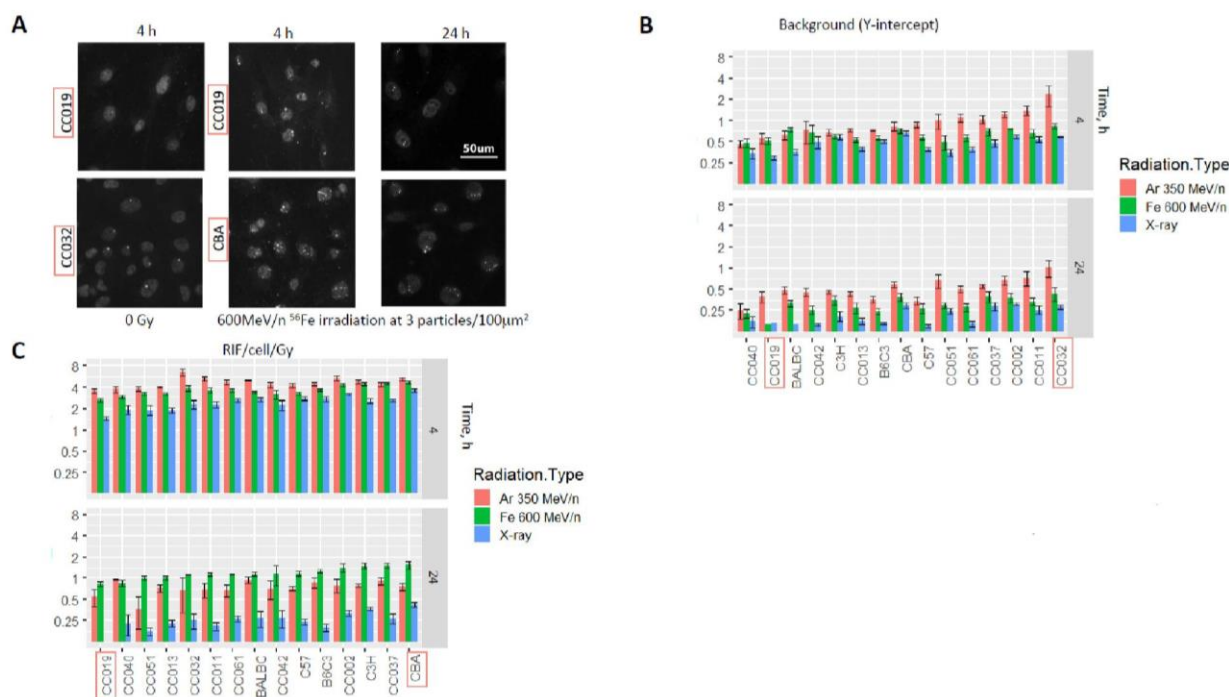 A
4 h
4 h
24 h
CC019
CC019
50um
CC032
CBA
0 Gy
600MeV/n ⁵⁶Fe irradiation at 3 particles/100μm²
B
Background (Y-intercept)
8
4
2
1
0.5
0.25
4
8
4
2
1
0.5
0.25
24
Time, h
Radiation.Type
Ar 350 MeV/n
Fe 600 MeV/n
X-ray
CC040
CC019
BALBC
CC042
C3H
CC013
B6C3
CBA
C57
CC051
CC061
CC037
CC002
CC011
CC032
C
RIF/cell/Gy
8
4
2
1
0.5
0.25
4
8
4
2
1
0.5
0.25
24
Time, h
Radiation.Type
Ar 350 MeV/n
Fe 600 MeV/n
X-ray
CC019
CC040
CC051
CC013
CC032
CC011
CC061
BALBC
CC042
C57
B6C3
CC002
C3H
CC037
CBA